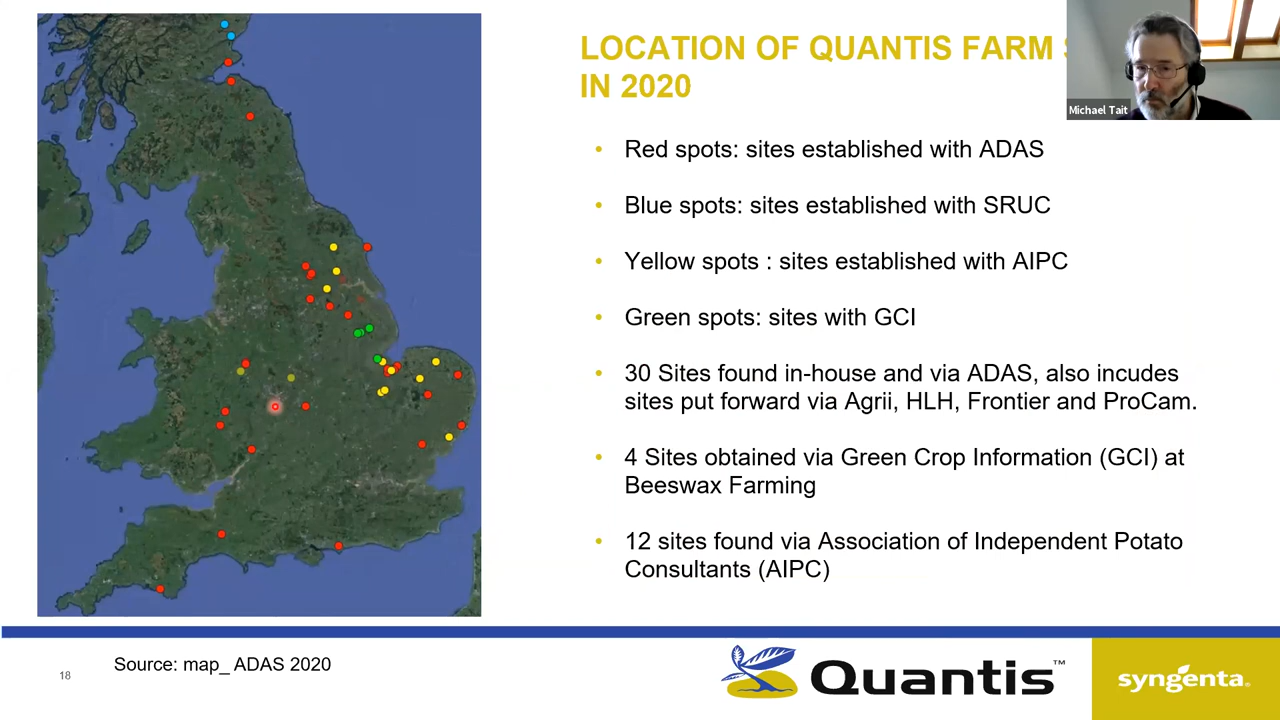 LOCATION OF QUANTIS FARM
IN 2020
Michael Tait
• Red spots: sites established with ADAS
• Blue spots: sites established with SRUC
• Yellow spots : sites established with AIPC
• Green spots: sites with GCI
• 30 Sites found in-house and via ADAS, also incudes
sites put forward via Agrii, HLH, Frontier and ProCam.
• 4 Sites obtained via Green Crop Information (GCI) at
Beeswax Farming
• 12 sites found via Association of Independent Potato
Consultants (AIPC)
18
Source: map_ ADAS 2020
Quantis™
syngenta®